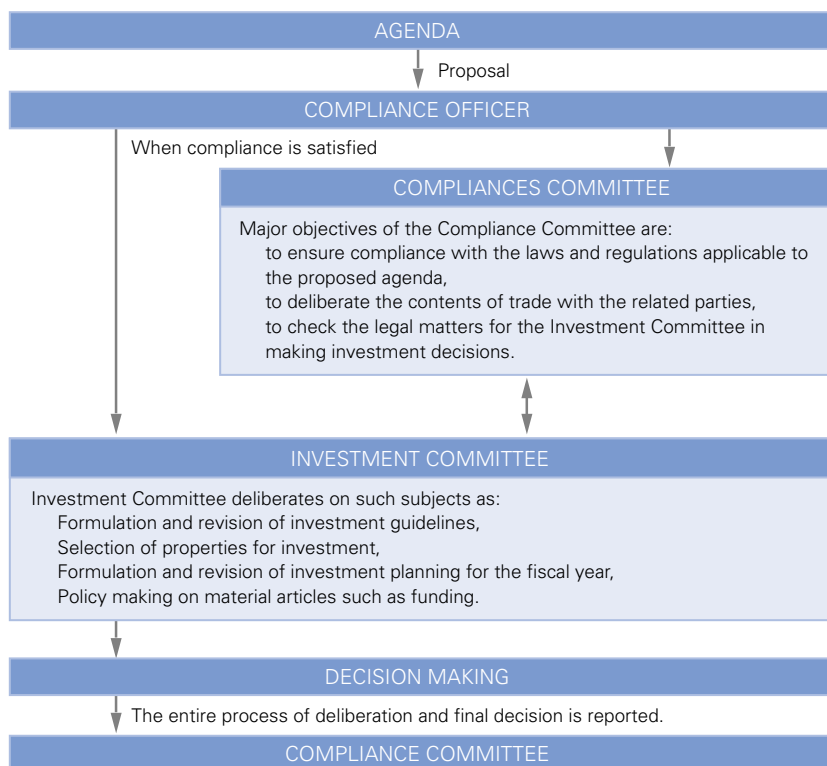 AGENDA
Proposal
COMPLIANCE OFFICER
When compliance is satisfied
COMPLIANCES COMMITTEE
Major objectives of the Compliance Committee are:
to ensure compliance with the laws and regulations applicable to
the proposed agenda,
to deliberate the contents of trade with the related parties,
to check the legal matters for the Investment Committee in
making investment decisions.
INVESTMENT COMMITTEE
Investment Committee deliberates on such subjects as:
Formulation and revision of investment guidelines,
Selection of properties for investment,
Formulation and revision of investment planning for the fiscal year,
Policy making on material articles such as funding.
DECISION MAKING
The entire process of deliberation and final decision is reported.
COMPLIANCE COMMITTEE